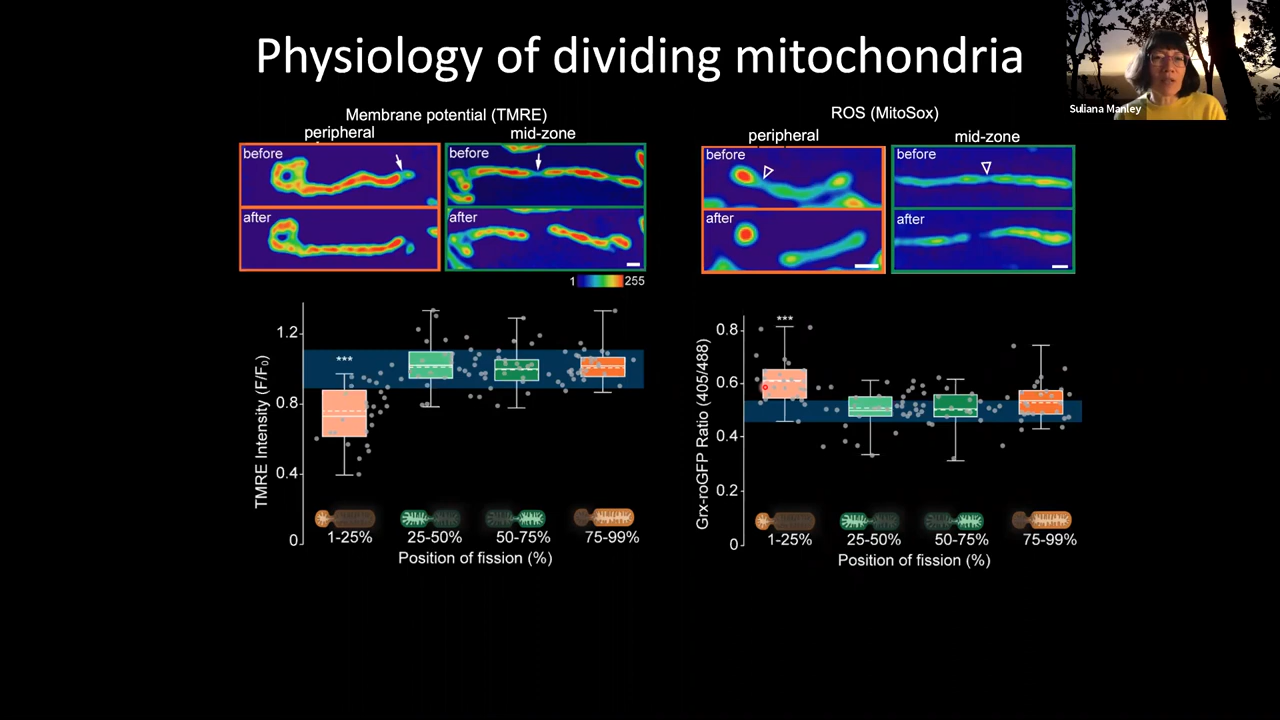 Physiology of dividing mitochondria
Suliana Manley
Membrane potential (TMRE)
peripheral
mid-zone
before
before
after
after
1
255
ROS (MitoSox)
peripheral
mid-zone
before
before
after
after
TMRE Intensity (F/F₀)
1.2
0.8
0.4
0
***
1-25%
25-50%
50-75%
75-99%
Position of fission (%)
Grx-roGFP Ratio (405/488)
0.8
0.6
0.4
0.2
0
***
1-25%
25-50%
50-75%
75-99%
Position of fission (%)